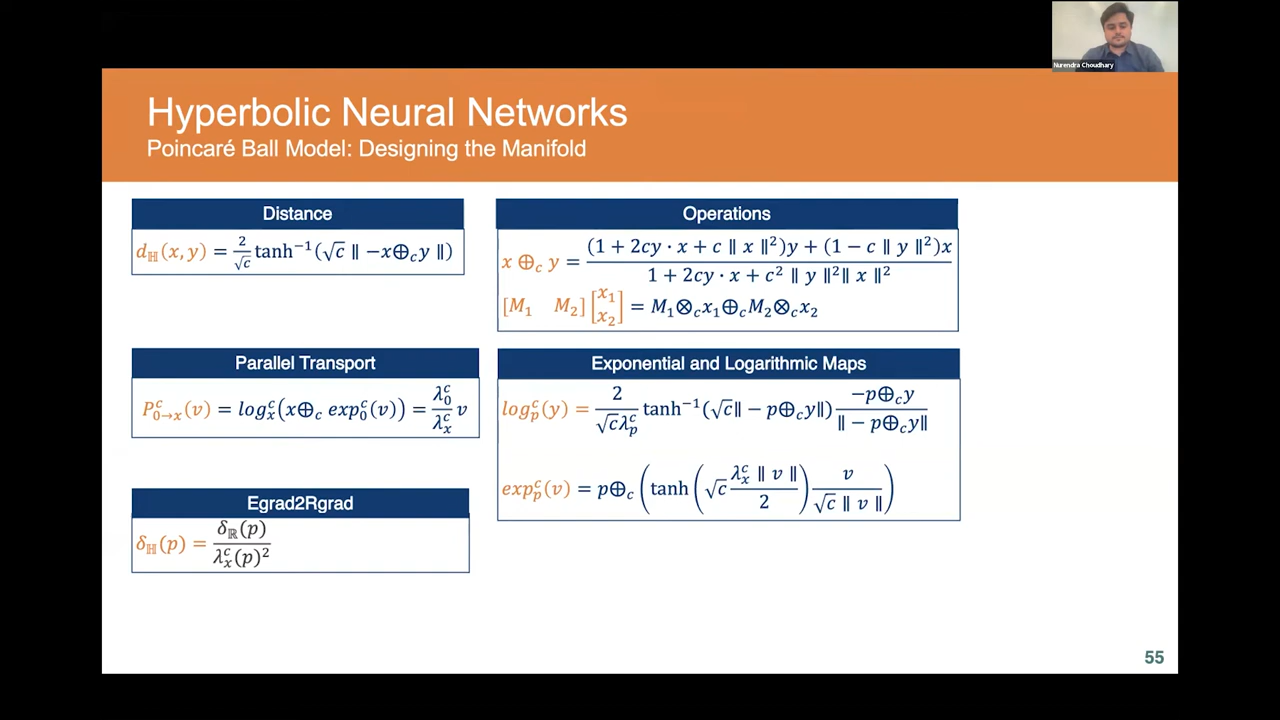 Nurendra Choudhary
Hyperbolic Neural Networks
Poincaré Ball Model: Designing the Manifold
Distance
d_ℍ(x, y) = 2/√c tanh⁻¹(√c ∥ −x⊕_c y ∥)
Operations
x ⊕_c y = ((1 + 2cy · x + c ∥ x ∥²)y + (1 − c ∥ y ∥²)x) / (1 + 2cy · x + c² ∥ y ∥²∥ x ∥²)
[M₁ M₂] [x₁ x₂] = M₁⊗_c x₁⊕_c M₂⊗_c x₂
Parallel Transport
P^c_{0→x}(v) = log^c_x(x⊕_c exp^c_0(v)) = λ^c_0/λ^c_x v
Exponential and Logarithmic Maps
log^c_p(y) = 2/(√c λ^c_p) tanh⁻¹(√c∥ − p⊕_c y∥) (−p⊕_c y)/(∥ − p⊕_c y∥)
exp^c_p(v) = p⊕_c (tanh (√c (λ^c_x ∥ v ∥)/2) v/(√c ∥ v ∥))
Egrad2Rgrad
δ_ℍ(p) = δ_ℝ(p)/λ^c_x(p)²
55